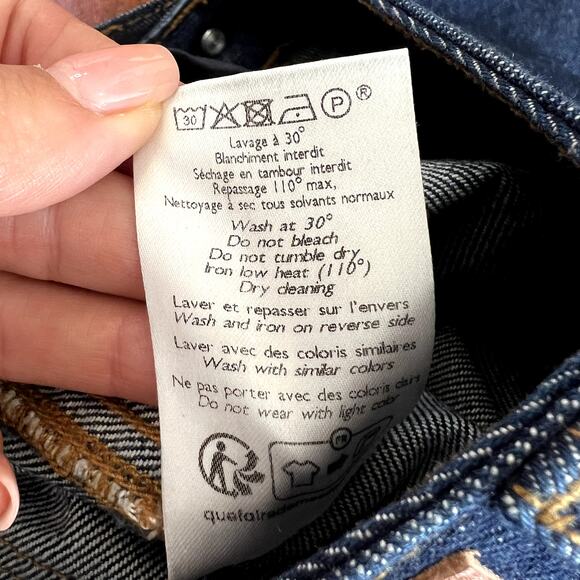 30 P ®
Lavage à 30°
Blanchiment interdit
Séchage en tambour interdit
Repassage 110° max,
Nettoyage à sec tous solvants normaux
Wash at 30°
Do not bleach
Do not tumble dry
Iron low heat (110°)
Dry cleaning
Laver et repasser sur l'envers
Wash and iron on reverse side
Laver avec des coloris similaires
Wash with similar colors
Ne pas porter avec des coloris
Do not wear with light color
FR